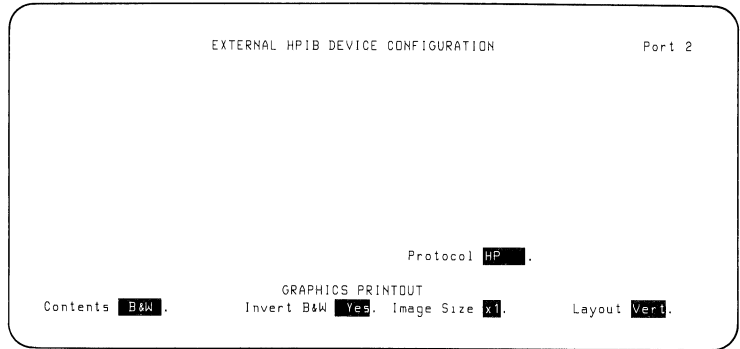 EXTERNAL HPIB DEVICE CONFIGURATION Port 2
Protocol HP .
GRAPHICS PRINTOUT
Contents B&W . Invert B&W Yes. Image Size x1. Layout Vert.